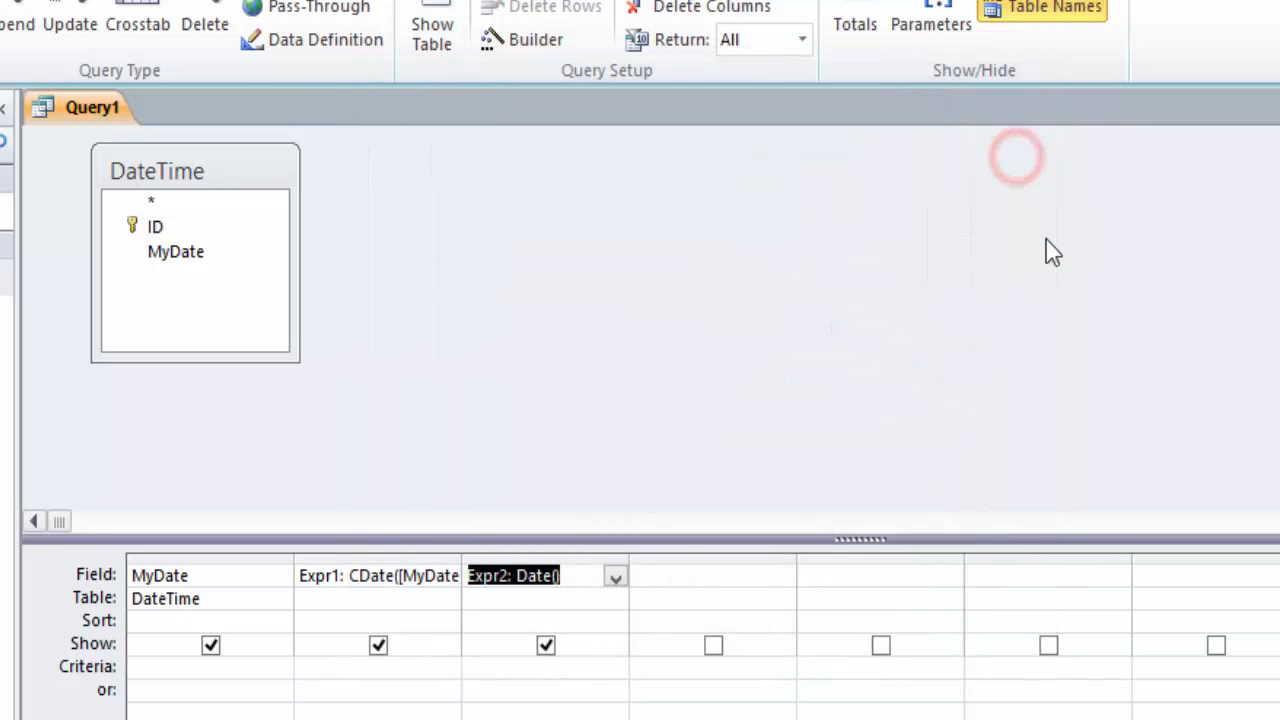 Pass-Through
Delete Rows
Delete Columns
Table Names
Update Crosstab Delete
Show
Table
Totals Parameters
Data Definition
Builder
Return: All
Query Type
Query Setup
Show/Hide
Query1
DateTime
*
ID
MyDate
Field: MyDate Expr1: CDate([MyDate Expr2: Date()
Table: DateTime
Sort:
Show:
Criteria:
or: